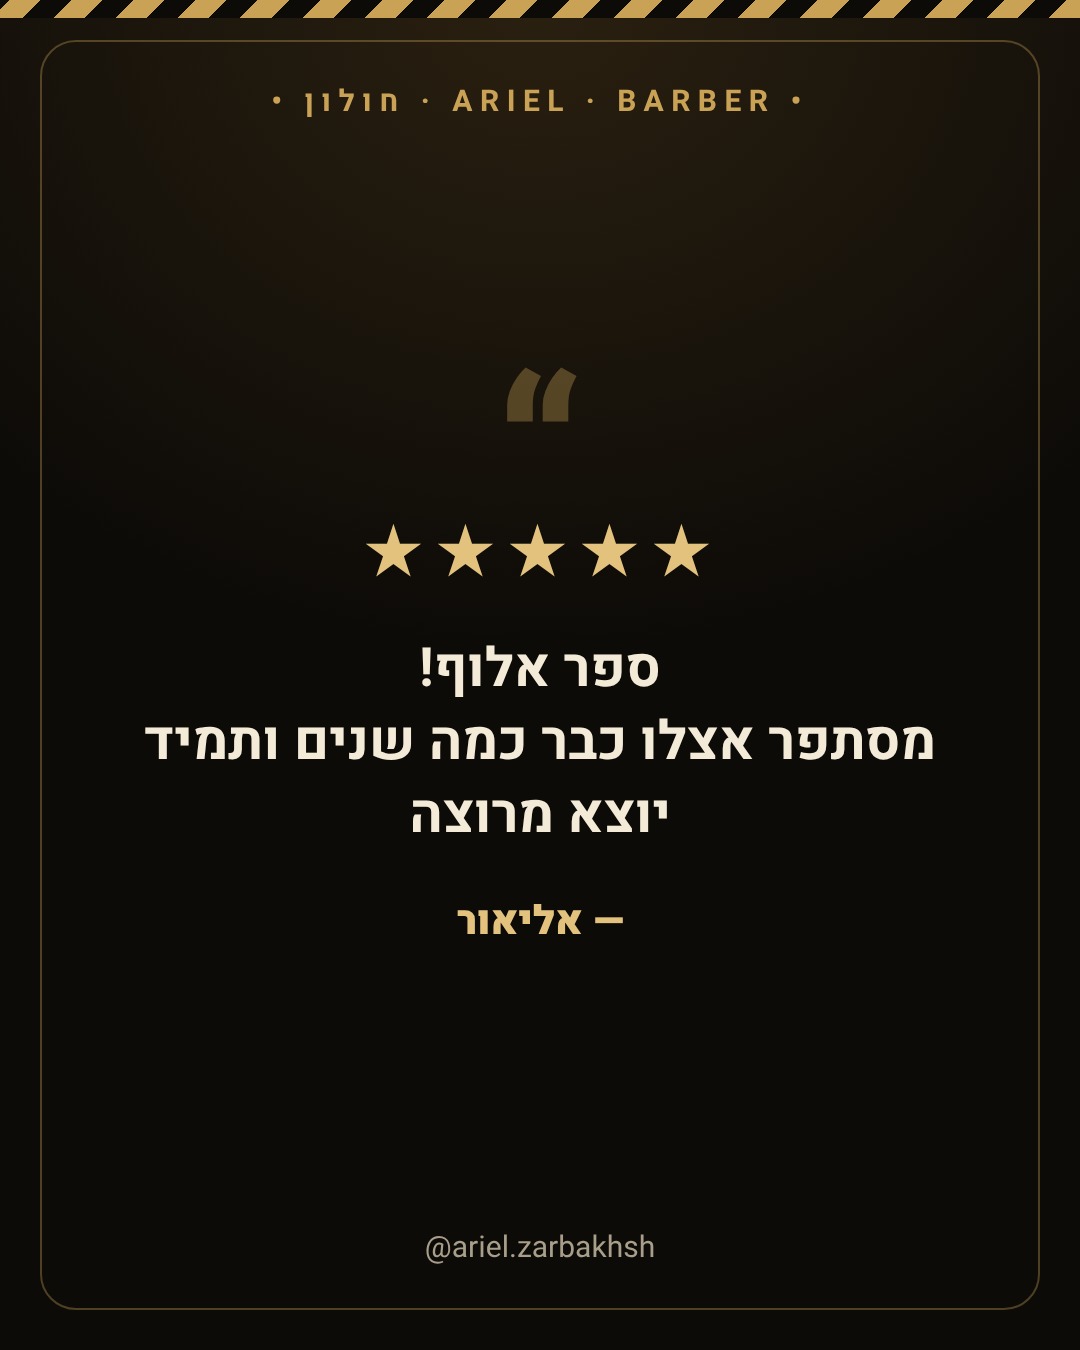 • ARIEL · BARBER · חולון •
“
★★★★★
ספר אלוף!
מסתפר אצלו כבר כמה שנים ותמיד
יוצא מרוצה
— אליאור
@ariel.zarbakhsh